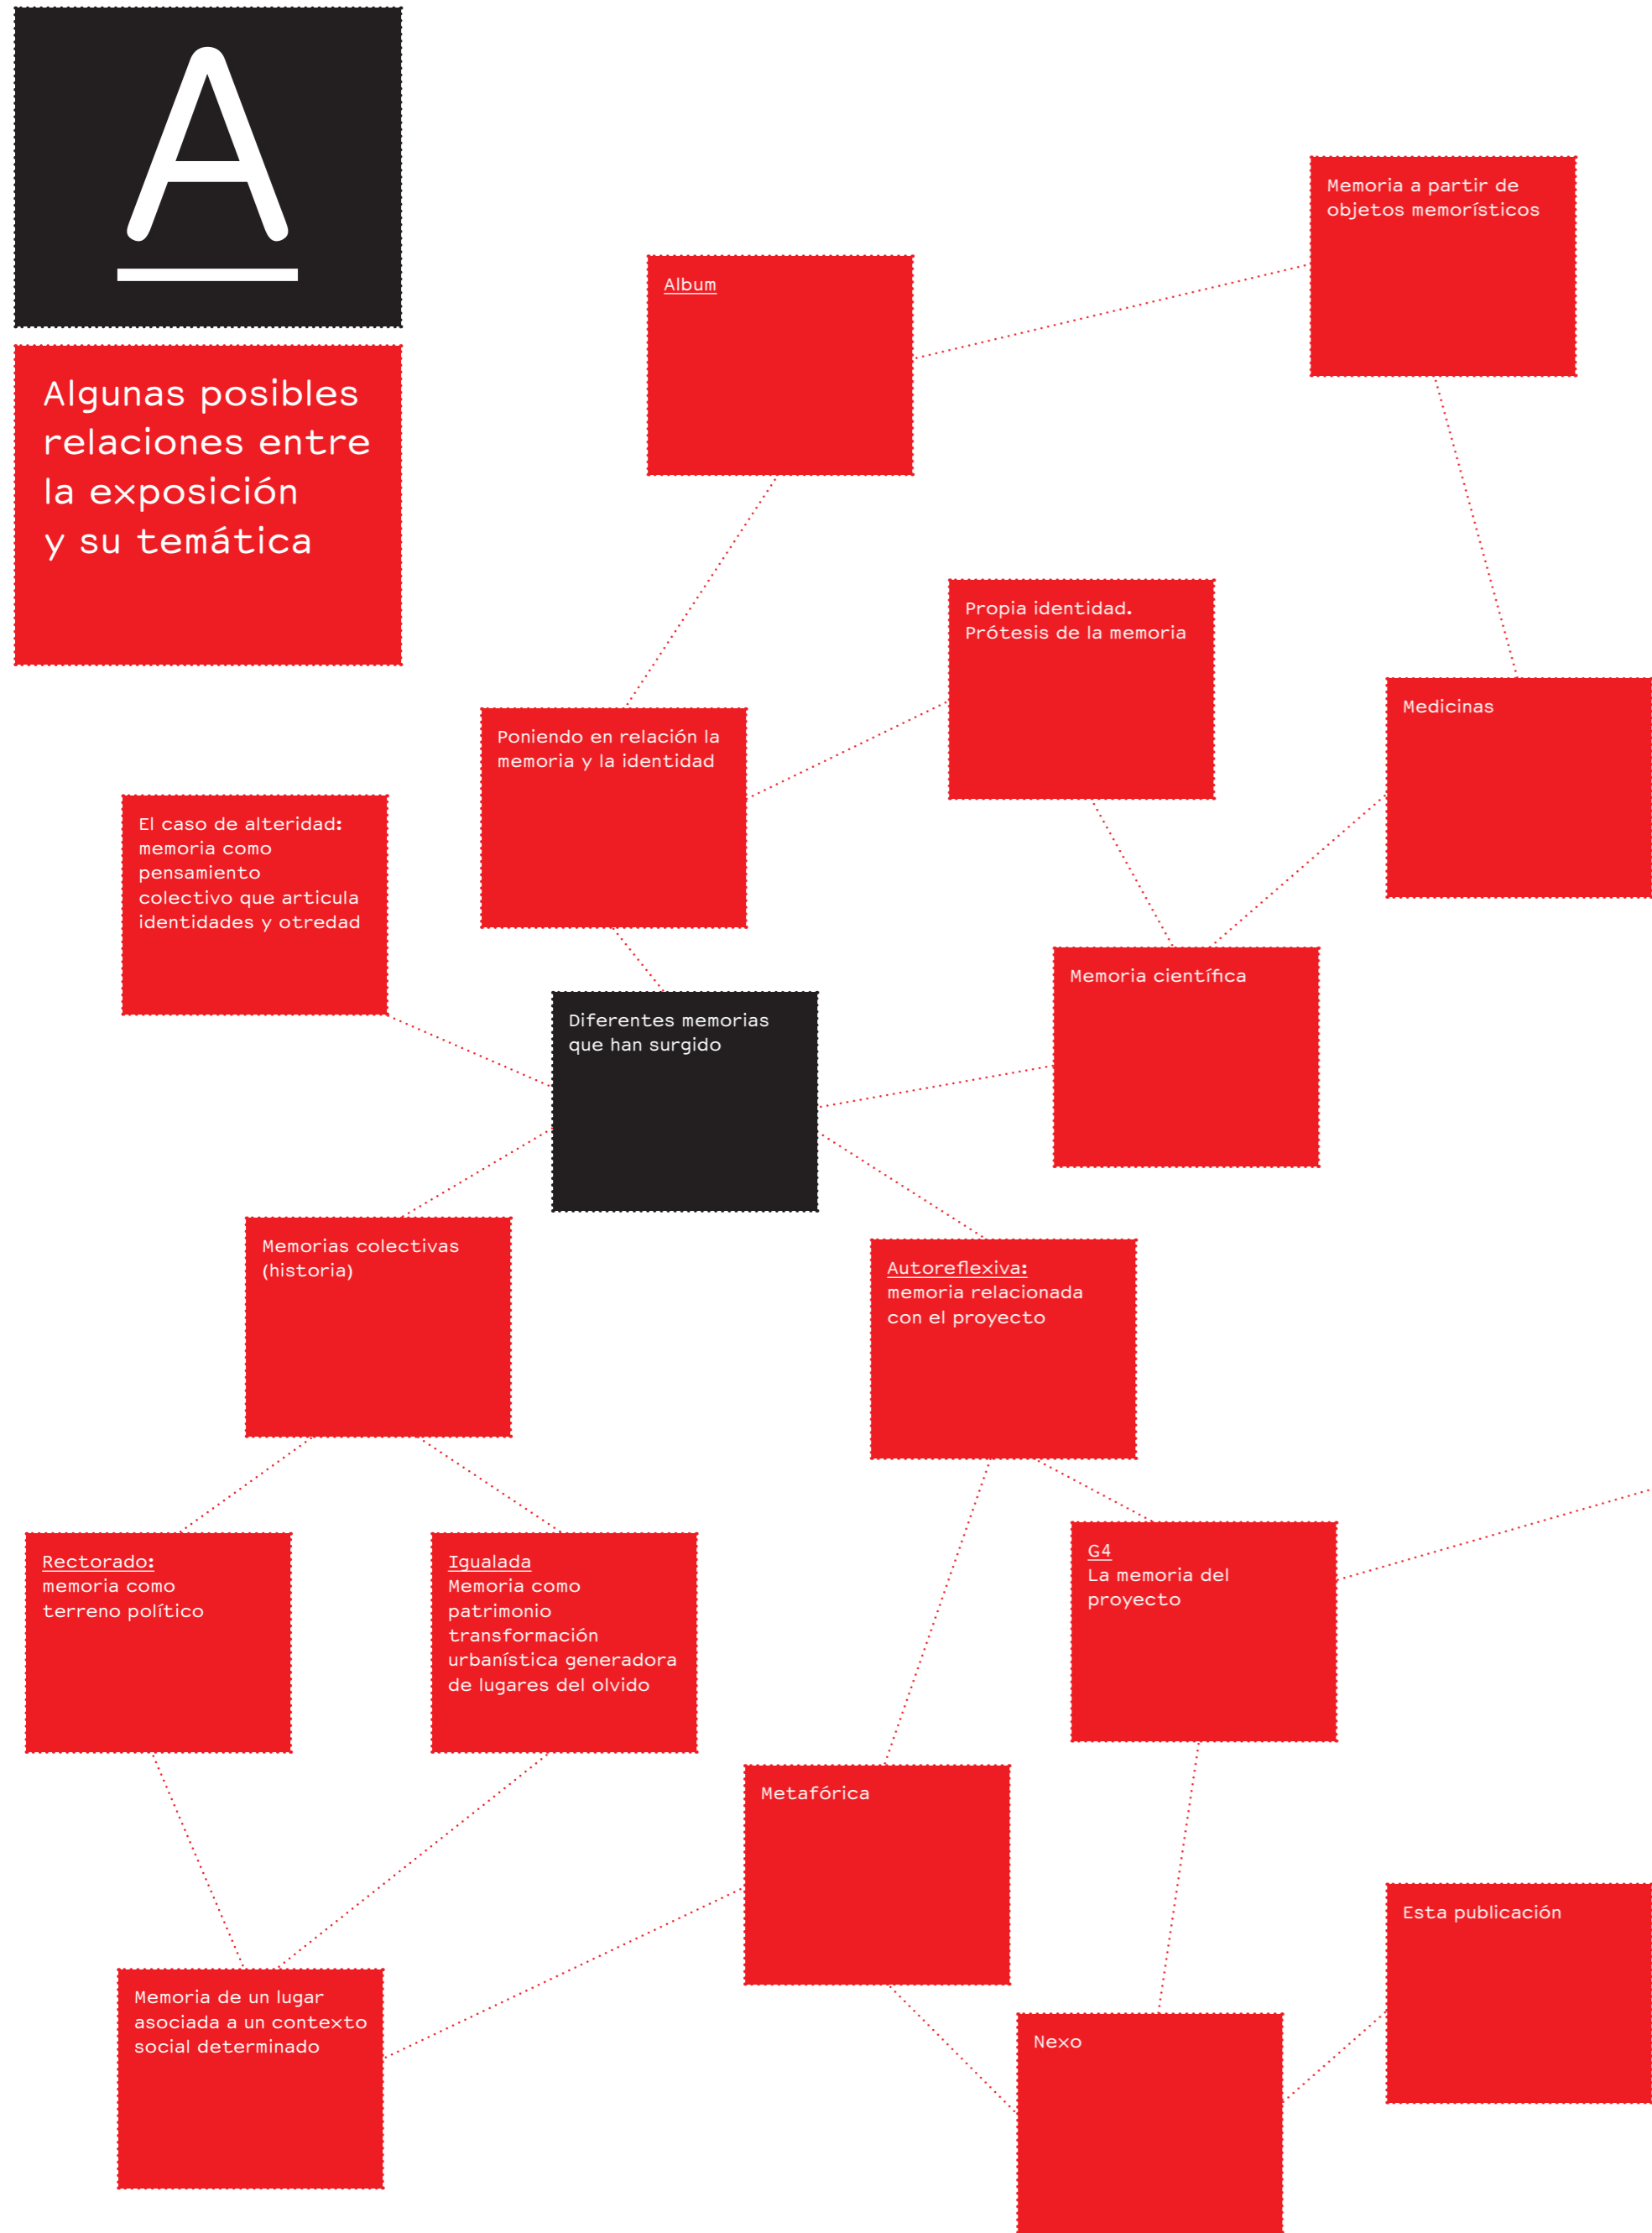 A
Algunas posibles
relaciones entre
la exposición
y su temática
Memoria a partir de
objetos memorísticos
Album
Propia identidad.
Prótesis de la memoria
Medicinas
Poniendo en relación la
memoria y la identidad
El caso de alteridad:
memoria como
pensamiento
colectivo que articula
identidades y otredad
Memoria científica
Diferentes memorias
que han surgido
Memorias colectivas
(historia)
Autoreflexiva:
memoria relacionada
con el proyecto
Rectorado:
memoria como
terreno político
Igualada
Memoria como
patrimonio
transformación
urbanística generadora
de lugares del olvido
G4
La memoria del
proyecto
Metafórica
Esta publicación
Memoria de un lugar
asociada a un contexto
social determinado
Nexo